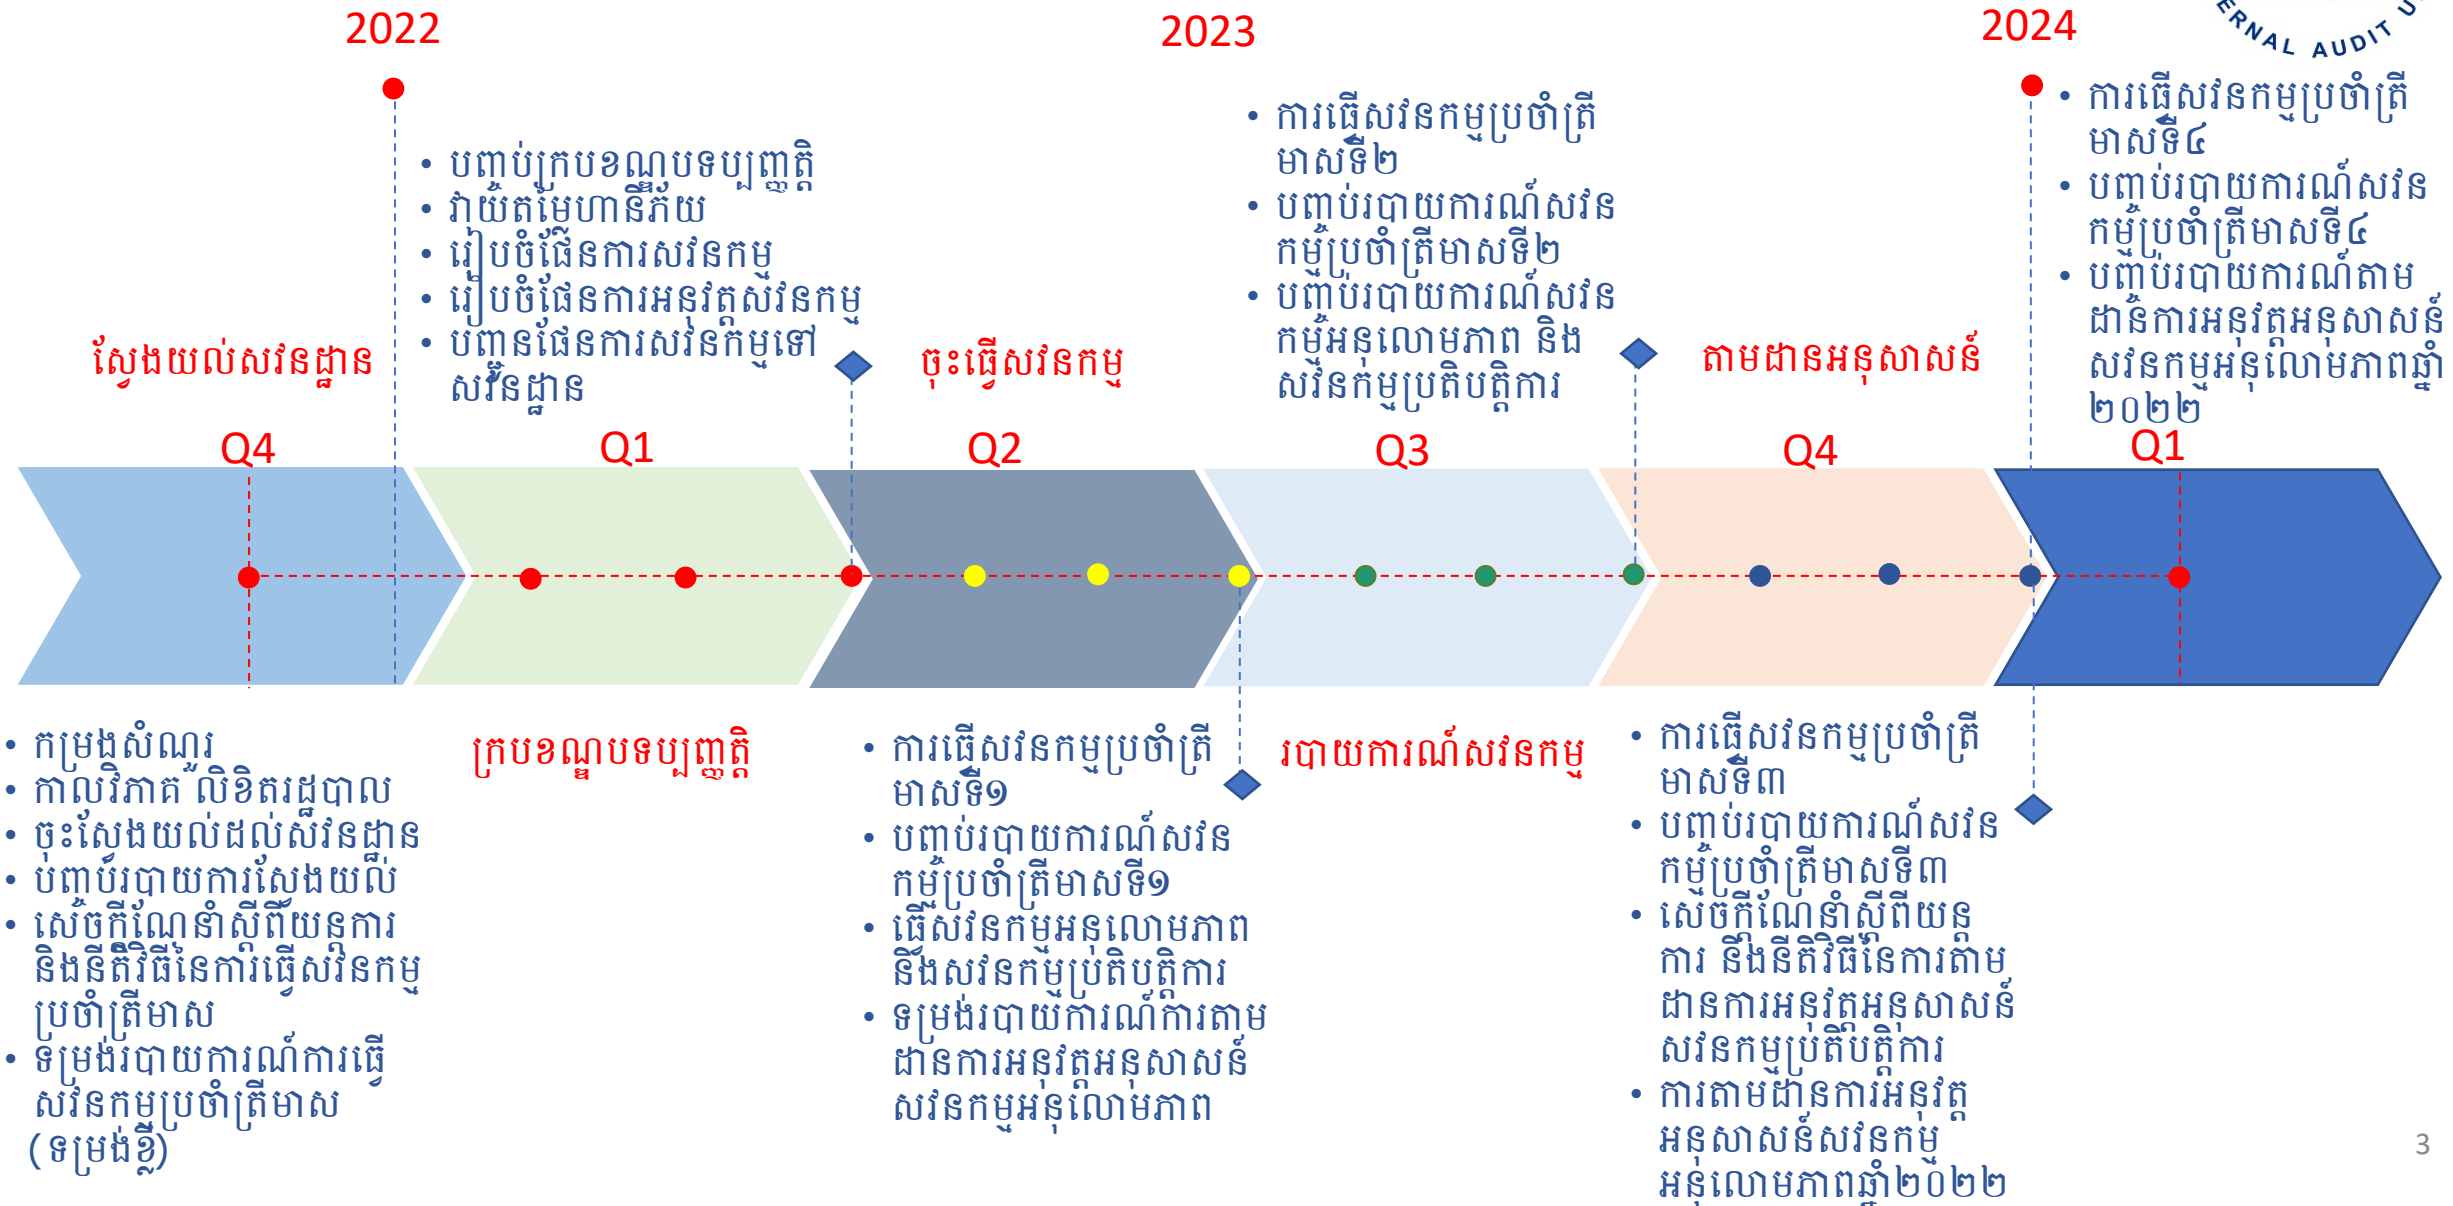 2022
2023
2024
ERNAL AUDIT U
• បញ្ចប់ក្របខណ្ឌបទប្បញ្ញត្តិ
• វាយតម្លៃហានិភ័យ
• រៀបចំផែនការសវនកម្ម
• រៀបចំផែនការអនុវត្តសវនកម្ម
• បញ្ជូនផែនការសវនកម្មទៅ
សវនដ្ឋាន
• ការធ្វើសវនកម្មប្រចាំត្រី
មាសទី២
• បញ្ចប់របាយការណ៍សវន
កម្មប្រចាំត្រីមាសទី២
• បញ្ចប់របាយការណ៍សវន
កម្មអនុលោមភាព និង
សវនកម្មប្រតិបត្តិការ
• ការធ្វើសវនកម្មប្រចាំត្រី
មាសទី៤
• បញ្ចប់របាយការណ៍សវន
កម្មប្រចាំត្រីមាសទី៤
• បញ្ចប់របាយការណ៍តាម
ដានការអនុវត្តអនុសាសន៍
សវនកម្មអនុលោមភាពឆ្នាំ
២០២២
ស្វែងយល់សវនដ្ឋាន
ចុះធ្វើសវនកម្ម
តាមដានអនុសាសន៍
Q4
Q1
Q2
Q3
Q4
Q1
• កម្រងសំណួរ
• កាលវិភាគ លិខិតរដ្ឋបាល
• ចុះស្វែងយល់ដល់សវនដ្ឋាន
• បញ្ចប់របាយការស្វែងយល់
• សេចក្តីណែនាំស្តីពីយន្តការ
និងនីតិវិធីនៃការធ្វើសវនកម្ម
ប្រចាំត្រីមាស
• ទម្រង់របាយការណ៍ការធ្វើ
សវនកម្មប្រចាំត្រីមាស
(ទម្រង់ខ្លី)
ក្របខណ្ឌបទប្បញ្ញត្តិ
• ការធ្វើសវនកម្មប្រចាំត្រី
មាសទី១
• បញ្ចប់របាយការណ៍សវន
កម្មប្រចាំត្រីមាសទី១
• ធ្វើសវនកម្មអនុលោមភាព
និងសវនកម្មប្រតិបត្តិការ
• ទម្រង់របាយការណ៍ការតាម
ដានការអនុវត្តអនុសាសន៍
សវនកម្មអនុលោមភាព
របាយការណ៍សវនកម្ម
• ការធ្វើសវនកម្មប្រចាំត្រី
មាសទី៣
• បញ្ចប់របាយការណ៍សវន
កម្មប្រចាំត្រីមាសទី៣
• សេចក្តីណែនាំស្តីពីយន្ត
ការ និងនីតិវិធីនៃការតាម
ដានការអនុវត្តអនុសាសន៍
សវនកម្មប្រតិបត្តិការ
• ការតាមដានការអនុវត្ត
អនុសាសន៍សវនកម្ម
អនុលោមភាពឆ្នាំ២០២២
3